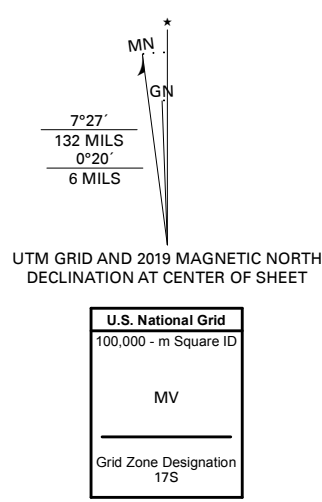 MN
GN
7°27´
132 MILS
0°20´
6 MILS
UTM GRID AND 2019 MAGNETIC NORTH
DECLINATION AT CENTER OF SHEET
U.S. National Grid
100,000 - m Square ID
MV
Grid Zone Designation
17S